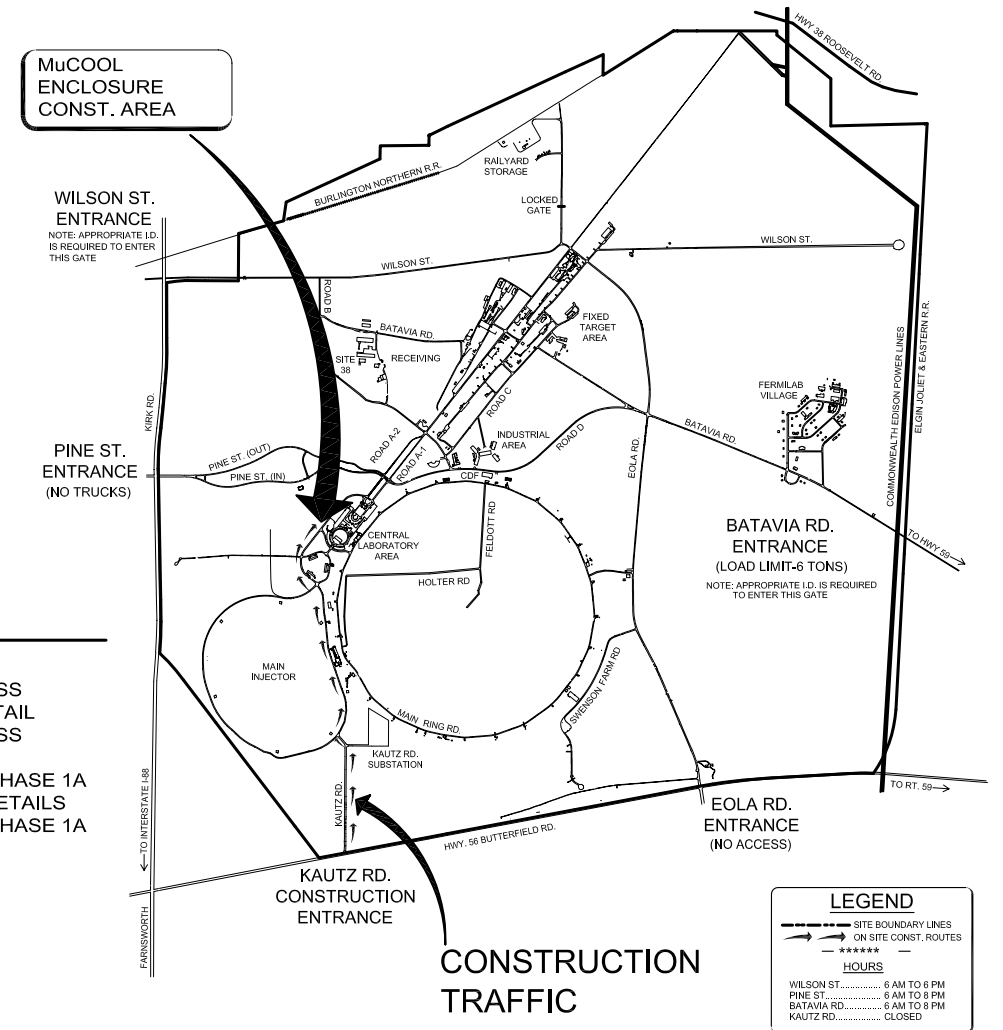 MuCOOL
ENCLOSURE
CONST. AREA
HWY 38 ROOSEVELT RD
WILSON ST.
ENTRANCE
NOTE: APPROPRIATE I.D.
IS REQUIRED TO ENTER
THIS GATE
BURLINGTON NORTHERN R.R.
RAILYARD
STORAGE
LOCKED
GATE
WILSON ST.
WILSON ST.
ROAD B
BATAVIA RD.
SITE
38
RECEIVING
FIXED
TARGET
AREA
ROAD C
KIRK RD.
COMMONWEALTH EDISON POWER LINES
ELGIN JOLIET & EASTERN R.R.
FERMILAB
VILLAGE
PINE ST.
ENTRANCE
(NO TRUCKS)
PINE ST. (OUT)
PINE ST. (IN)
ROAD A-2
ROAD A-1
INDUSTRIAL
AREA
ROAD D
EOLA RD.
BATAVIA RD.
CDF
FELDOTT RD
CENTRAL
LABORATORY
AREA
HOLTER RD
BATAVIA RD.
ENTRANCE
(LOAD LIMIT-6 TONS)
NOTE: APPROPRIATE I.D. IS REQUIRED
TO ENTER THIS GATE
TO HWY 59
MAIN
INJECTOR
MAIN RING RD.
SWENSON FARM RD
SS
TAIL
SS
HASE 1A
ETAILS
HASE 1A
KAUTZ RD.
SUBSTATION
KAUTZ RD.
TO INTERSTATE I-88
HWY. 56 BUTTERFIELD RD.
EOLA RD.
ENTRANCE
(NO ACCESS)
TO RT. 59
KAUTZ RD.
CONSTRUCTION
ENTRANCE
FARNSWORTH
CONSTRUCTION
TRAFFIC
LEGEND
SITE BOUNDARY LINES
ON SITE CONST. ROUTES
— ****** —
HOURS
WILSON ST.............. 6 AM TO 6 PM
PINE ST................... 6 AM TO 8 PM
BATAVIA RD............. 6 AM TO 8 PM
KAUTZ RD................ CLOSED